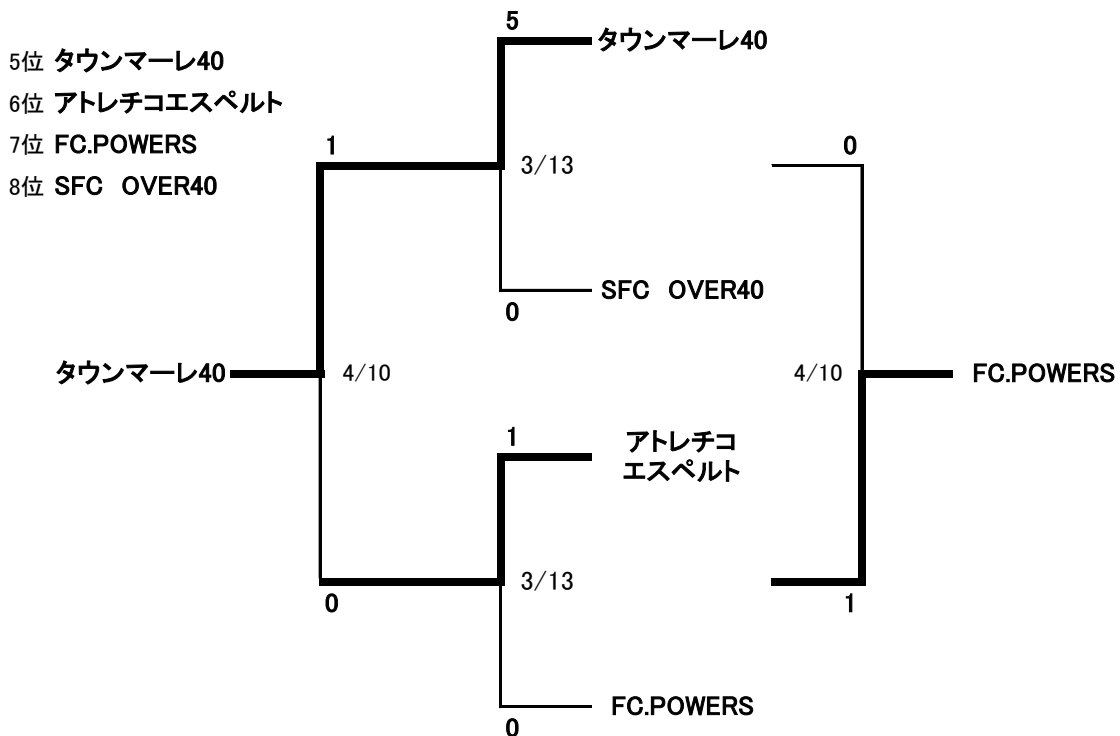 5
タウンマーレ40
5位 タウンマーレ40
6位 アトレチコエスペルト
7位 FC.POWERS
8位 SFC　OVER40
1
3/13
0
SFC　OVER40
0
タウンマーレ40
4/10
4/10
FC.POWERS
1
アトレチコ
エスペルト
3/13
0
1
FC.POWERS
0